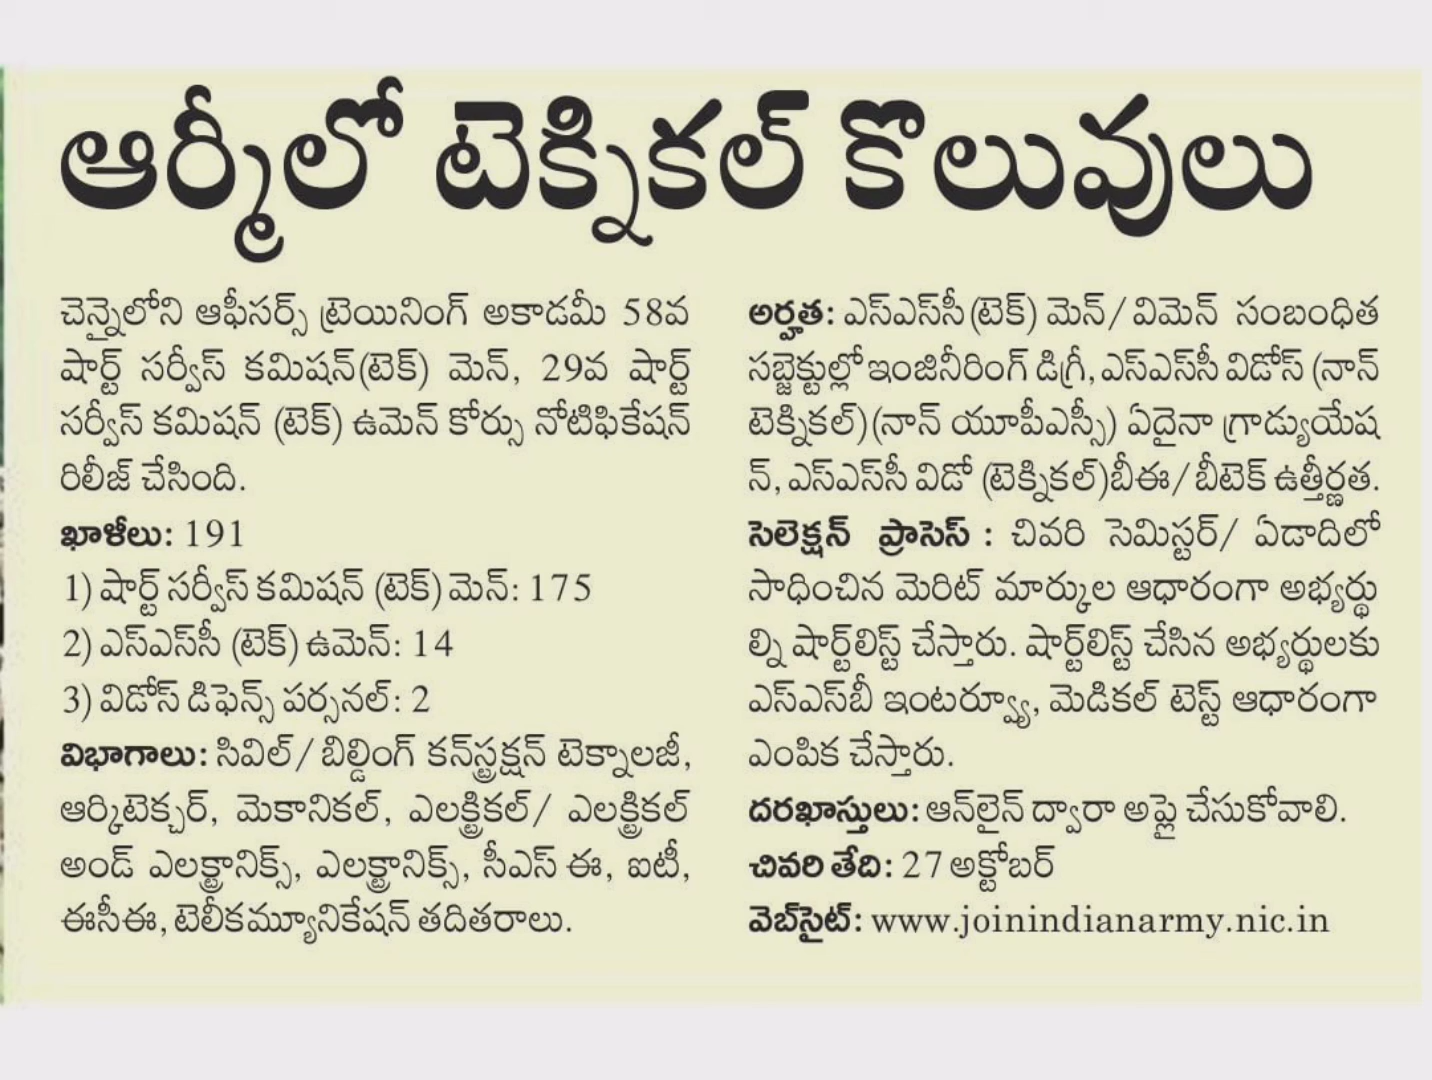 ఆర్మీలో టెక్నికల్ కొలువులు
చెన్నైలోని ఆఫీసర్స్ ట్రెయినింగ్ అకాడమీ 58వ
షార్ట్ సర్వీస్ కమిషన్(టెక్) మెన్, 29వ షార్ట్
సర్వీస్ కమిషన్ (టెక్) ఉమెన్ కోర్సు నోటిఫికేషన్
రిలీజ్ చేసింది.
ఖాళీలు: 191
1) షార్ట్ సర్వీస్ కమిషన్ (టెక్) మెన్: 175
2) ఎస్ఎస్‌సీ (టెక్) ఉమెన్: 14
3) విడోస్ డిఫెన్స్ పర్సనల్: 2
విభాగాలు: సివిల్/ బిల్డింగ్ కన్‌స్ట్రక్షన్ టెక్నాలజీ,
ఆర్కిటెక్చర్, మెకానికల్, ఎలక్ట్రికల్/ ఎలక్ట్రికల్
అండ్ ఎలక్ట్రానిక్స్, ఎలక్ట్రానిక్స్, సీఎస్ ఈ, ఐటీ,
ఈసీఈ, టెలీకమ్యూనికేషన్ తదితరాలు.
అర్హత: ఎస్ఎస్‌సీ (టెక్) మెన్/ విమెన్ సంబంధిత
సబ్జెక్టుల్లో ఇంజినీరింగ్ డిగ్రీ, ఎస్ఎస్‌సీ విడోస్ (నాన్
టెక్నికల్) (నాన్ యూపీఎస్సీ) ఏదైనా గ్రాడ్యుయేష
న్, ఎస్ఎస్‌సీ విడో (టెక్నికల్)బీఈ/ బీటెక్ ఉత్తీర్ణత.
సెలెక్షన్ ప్రాసెస్ : చివరి సెమిస్టర్/ ఏడాదిలో
సాధించిన మెరిట్ మార్కుల ఆధారంగా అభ్యర్థు
ల్ని షార్ట్‌లిస్ట్ చేస్తారు. షార్ట్‌లిస్ట్ చేసిన అభ్యర్థులకు
ఎస్ఎస్‌బీ ఇంటర్వ్యూ, మెడికల్ టెస్ట్ ఆధారంగా
ఎంపిక చేస్తారు.
దరఖాస్తులు: ఆన్‌లైన్ ద్వారా అప్లై చేసుకోవాలి.
చివరి తేది: 27 అక్టోబర్
వెబ్‌సైట్: www.joinindianarmy.nic.in